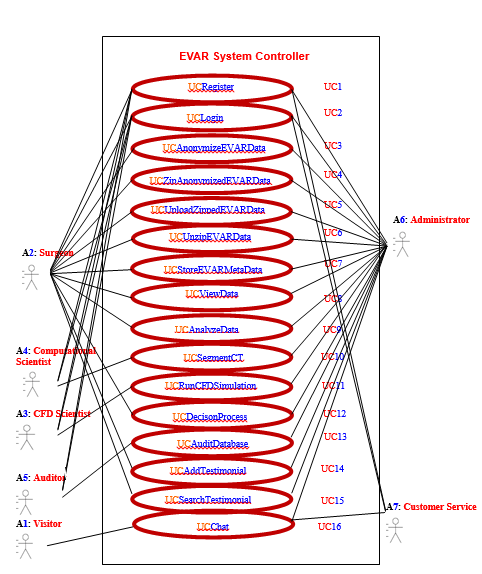 EVAR System Controller
UCRegister UC1
UCLogin UC2
UCAnonymizeEVARData UC3
UCZipAnonymizedEVARData UC4
UCUploadZippedEVARData UC5
A6: Administrator
UCUnzipEVARData UC6
A2: Surgeon
UCStoreEVARMetaData UC7
UCViewData UC8
UCAnalyzeData UC9
A4: Computational
Scientist
UCSegmentCT UC10
UCRunCFDSimulation UC11
A3: CFD Scientist
UCDecisonProcess UC12
UCAuditDatabase UC13
UCAddTestimonial UC14
A5: Auditor
UCSearchTestimonial UC15
A7: Customer Service
A1: Visitor
UCChat UC16